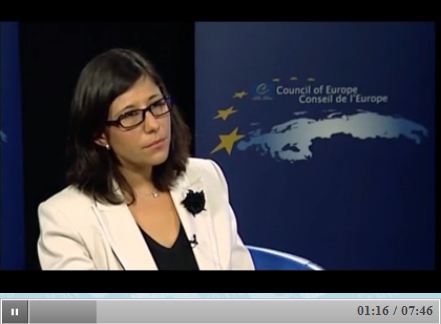 Council of Europe
Conseil de l'Europe
01:16 / 07:46